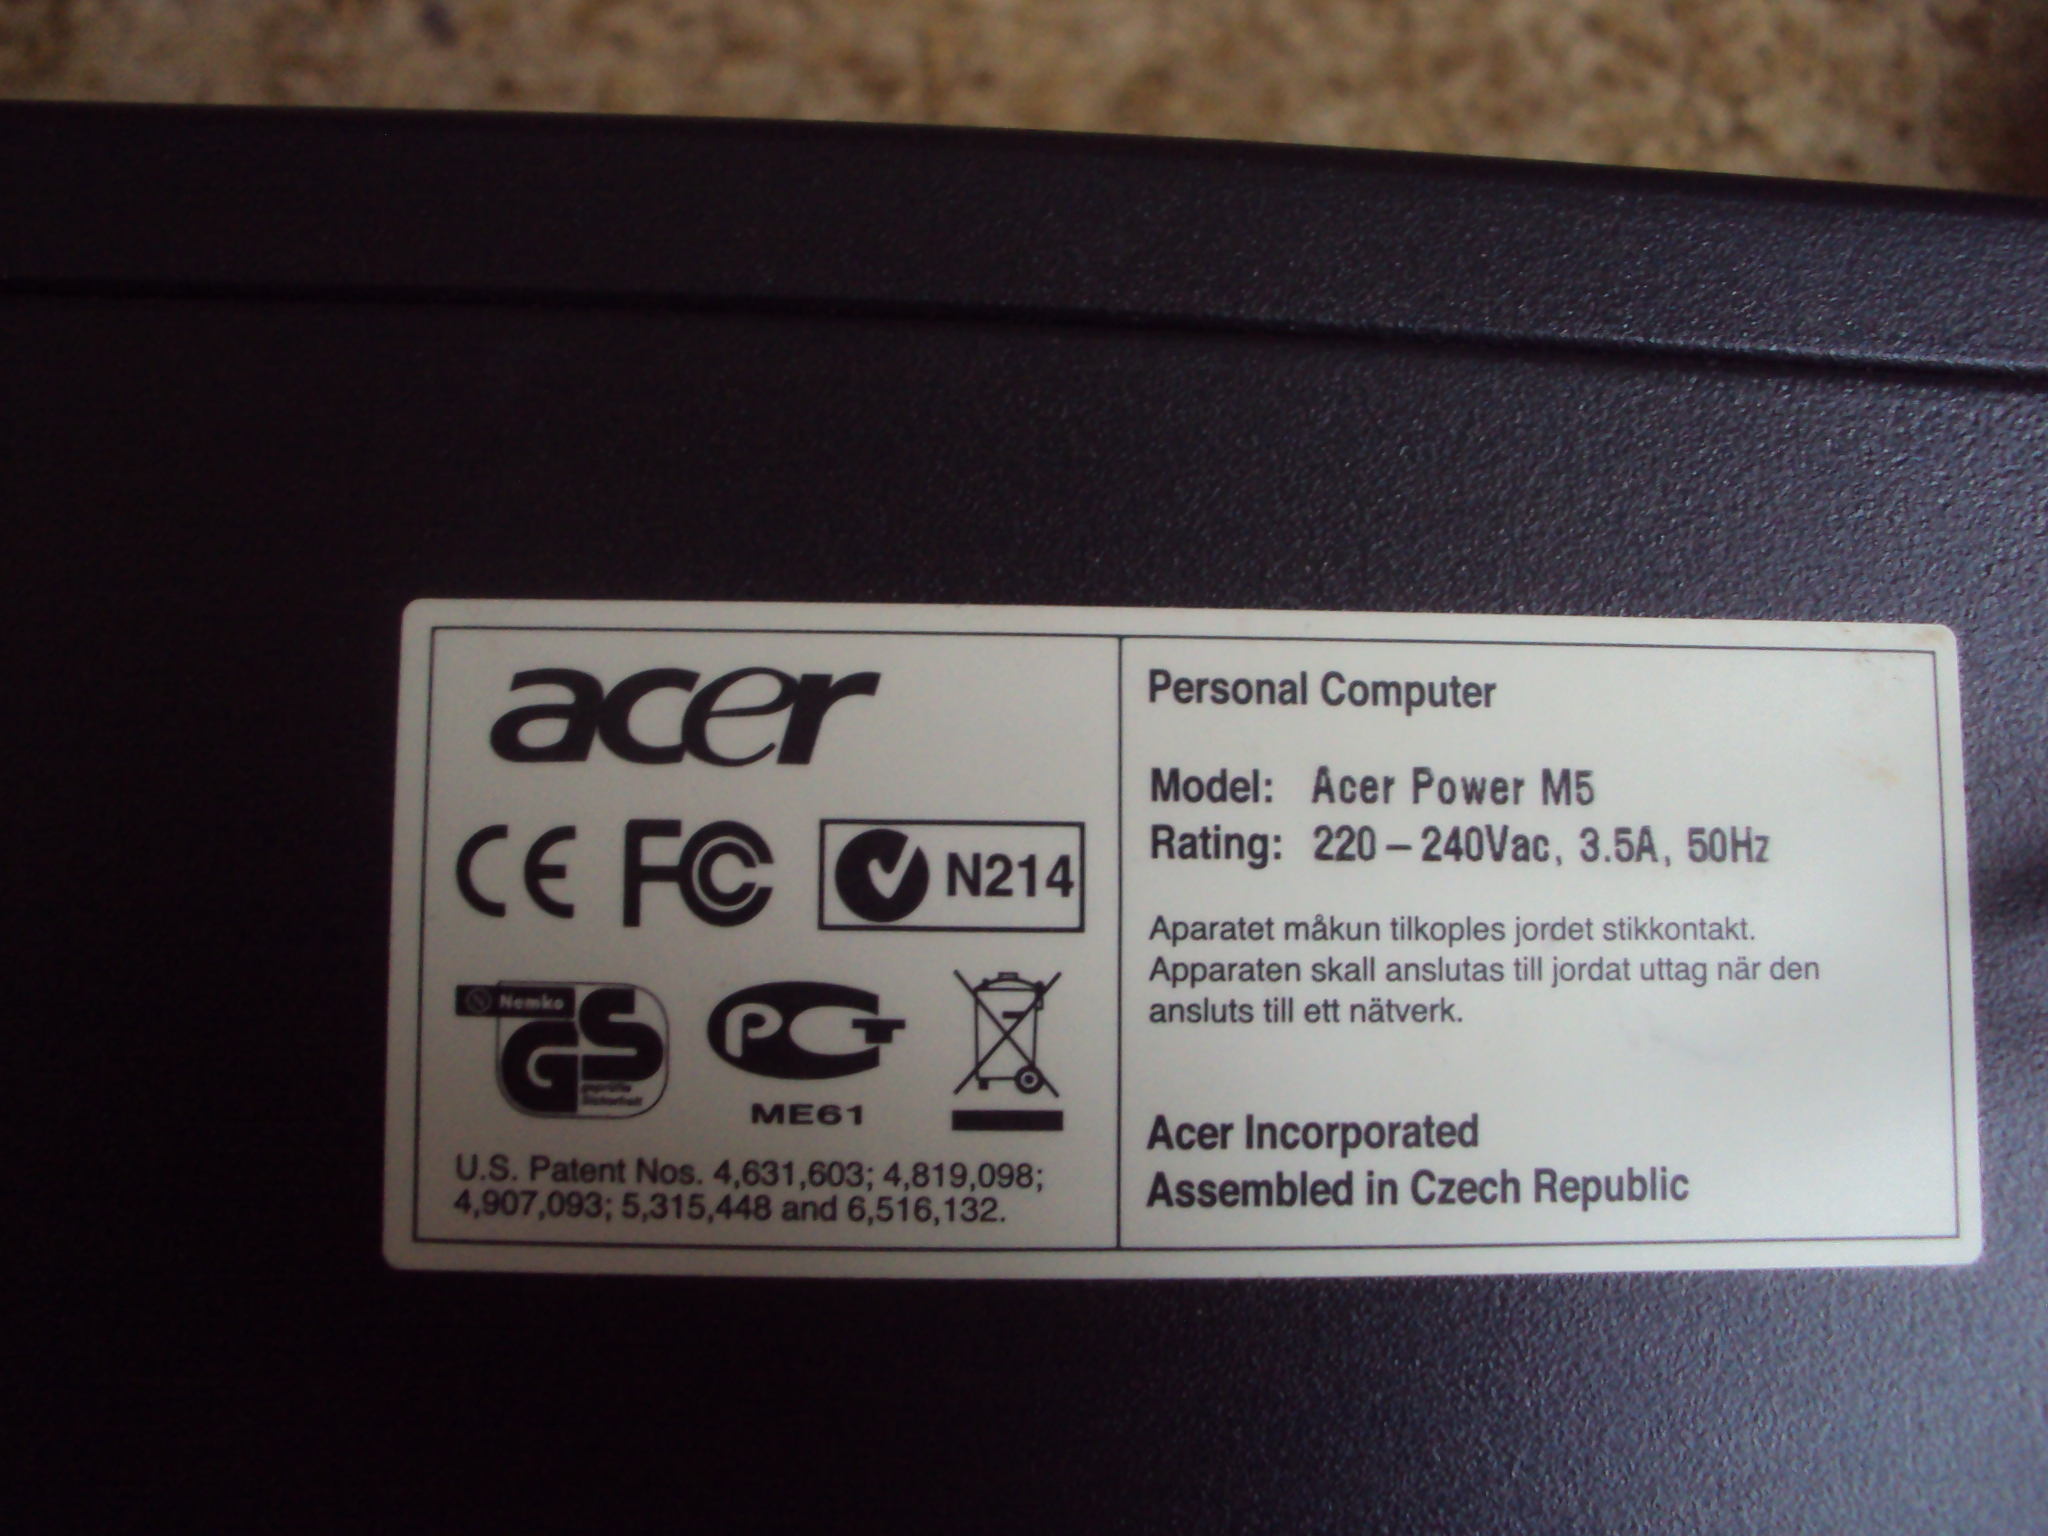 acer
CE FC N214
Nemko
GS
geprüfte
Sicherheit
PCT
ME61
U.S. Patent Nos. 4,631,603; 4,819,098;
4,907,093; 5,315,448 and 6,516,132.
Personal Computer
Model: Acer Power M5
Rating: 220-240Vac, 3.5A, 50Hz
Aparatet måkun tilkoples jordet stikkontakt.
Apparaten skall anslutas till jordat uttag när den
ansluts till ett nätverk.
Acer Incorporated
Assembled in Czech Republic